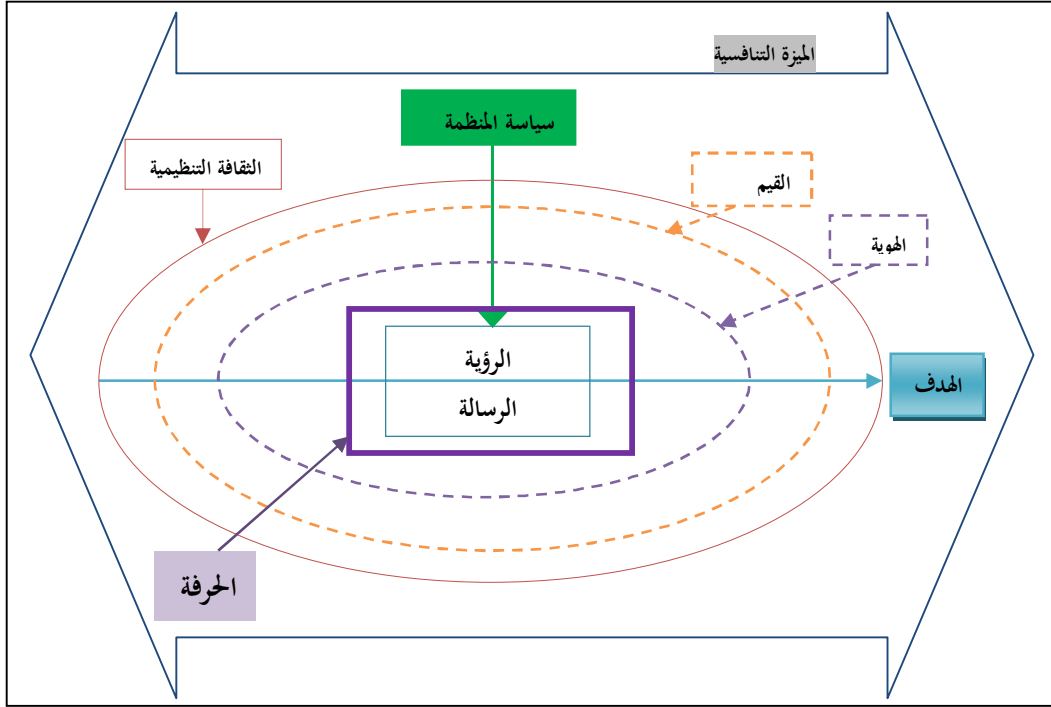 الميزة التنافسية
سياسة المنظمة
الثقافة التنظيمية
القيم
الهوية
الرؤية
الهدف
الرسالة
الحرفة